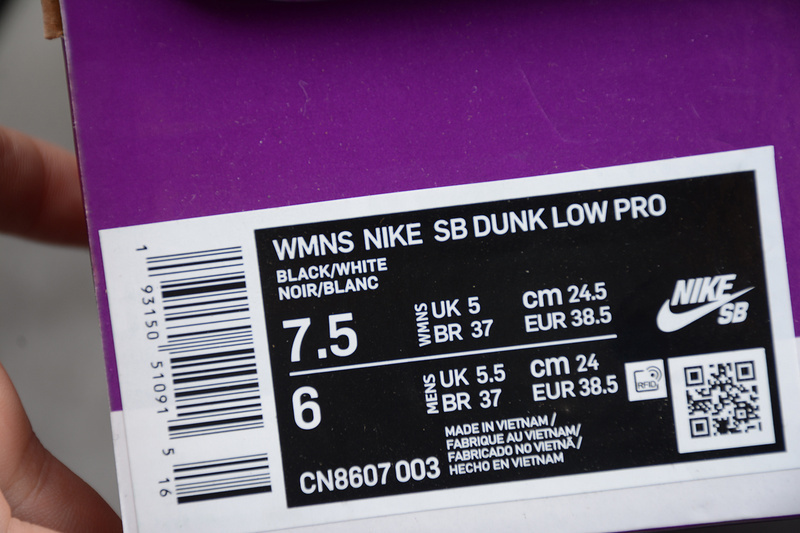 WMNS NIKE SB DUNK LOW PRO
BLACK/WHITE
NOIR/BLANC
7.5
WMNS
UK 5
BR 37
cm 24.5
EUR 38.5
NIKE
SB
6
MENS
UK 5.5
BR 37
cm 24
EUR 38.5
RFID
CN8607 003
MADE IN VIETNAM /
FABRIQUE AU VIETNAM/
FABRICADO NO VIETNÃ /
HECHO EN VIETNAM
1 93150 51091 5 16